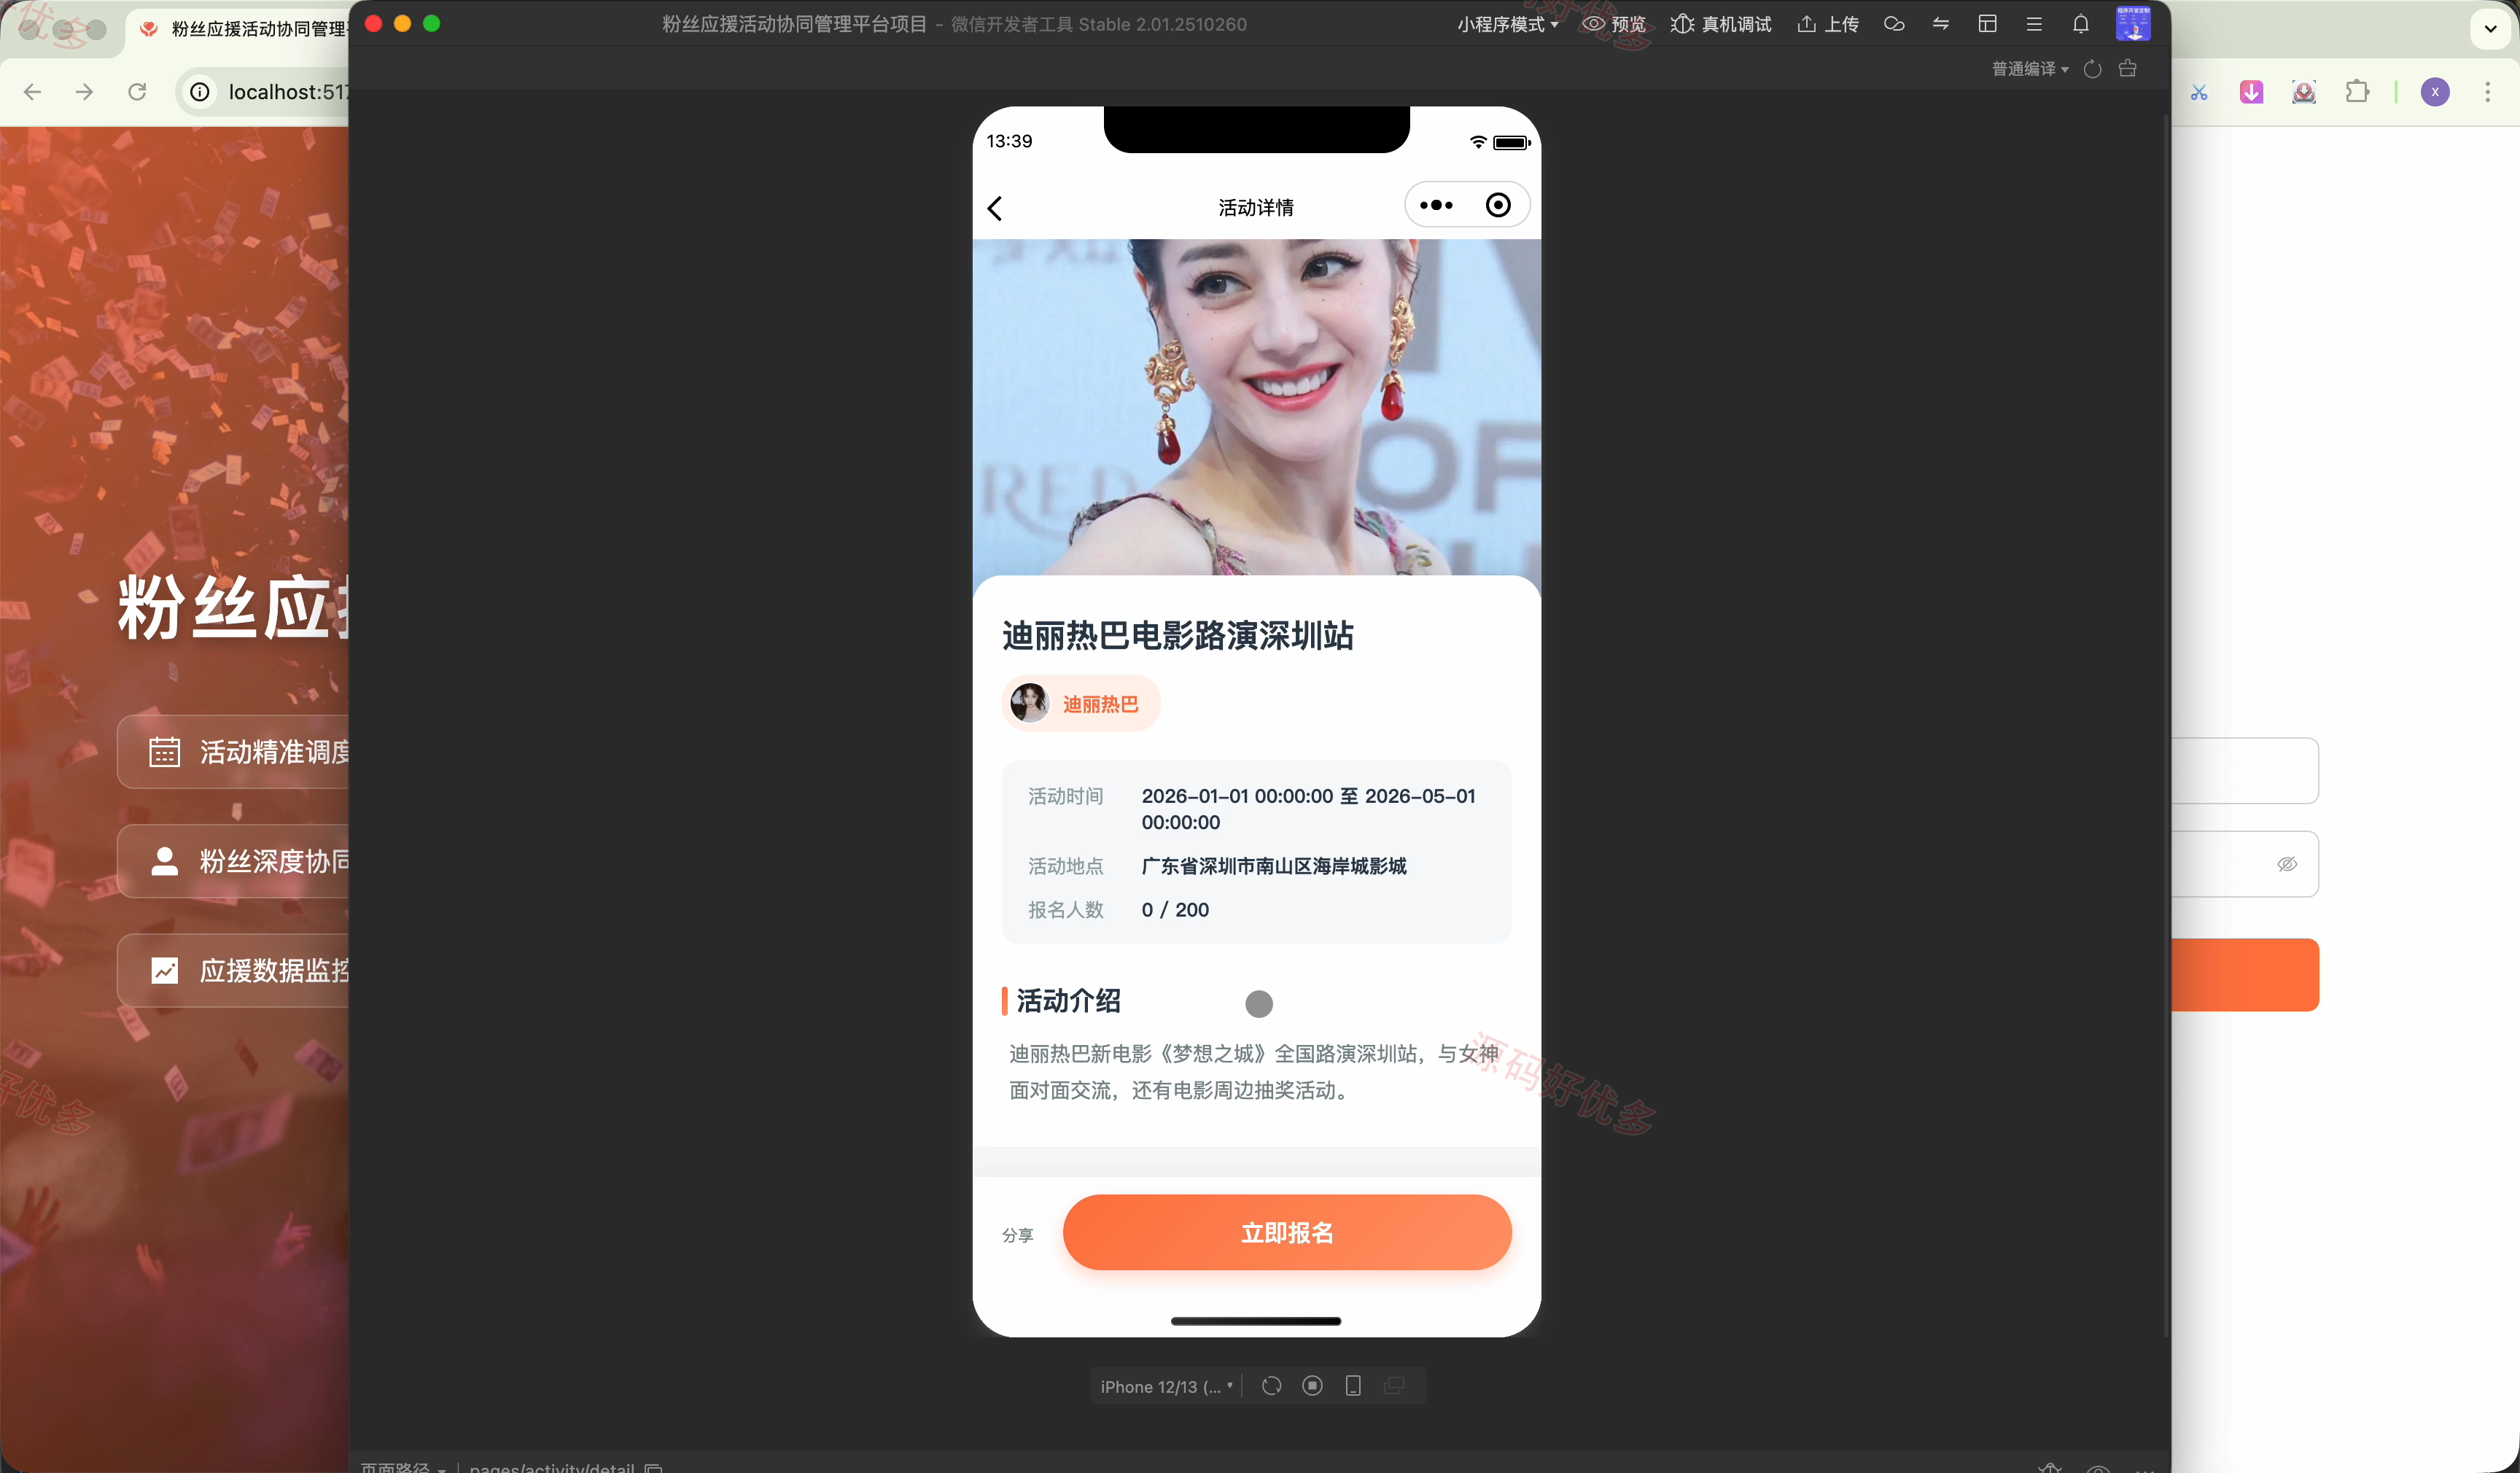 粉丝应援活动协同管理平台项目 - 微信开发者工具 Stable 2.01.2510260
小程序模式 预览 真机调试 上传
普通编译
粉丝应援活动协同管理
localhost:517
粉丝应
活动精准调度
粉丝深度协同
应援数据监控
13:39
活动详情
RED
OF
迪丽热巴电影路演深圳站
迪丽热巴
活动时间 2026-01-01 00:00:00 至 2026-05-01
00:00:00
活动地点 广东省深圳市南山区海岸城影城
报名人数 0 / 200
活动介绍
迪丽热巴新电影《梦想之城》全国路演深圳站，与女神
面对面交流，还有电影周边抽奖活动。
分享 立即报名
iPhone 12/13 (...
页面路径 pages/activity/detail
源码好优多